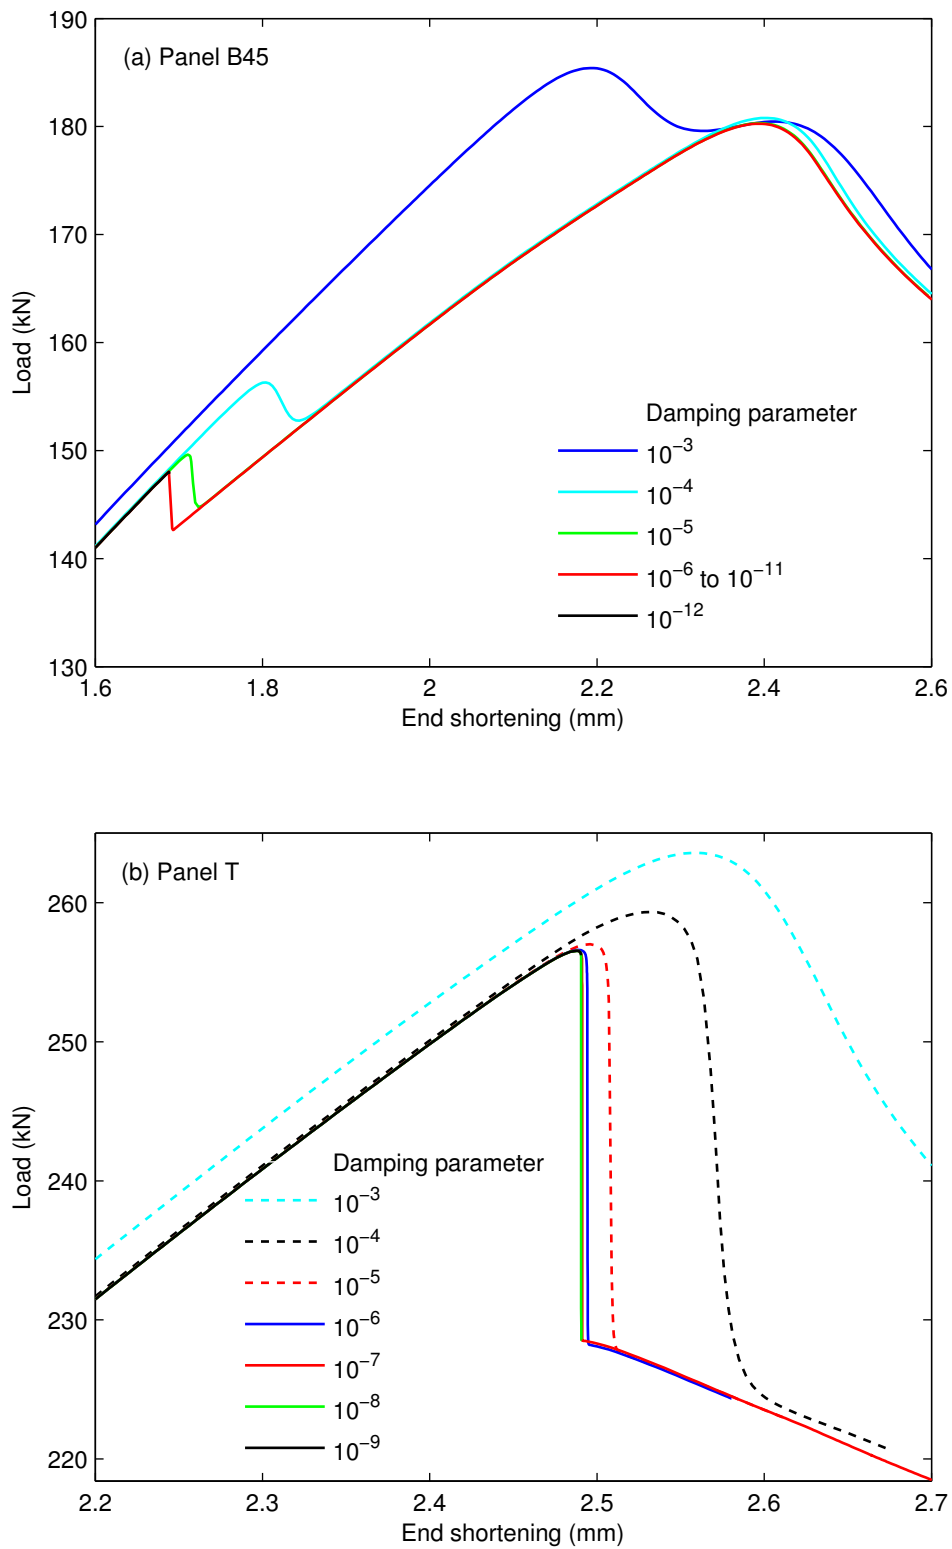 190
(a) Panel B45
180
170
160
150
140
130
Load (kN)
Damping parameter
10⁻³
10⁻⁴
10⁻⁵
10⁻⁶ to 10⁻¹¹
10⁻¹²
1.6 1.8 2 2.2 2.4 2.6
End shortening (mm)
(b) Panel T
260
250
240
230
220
Load (kN)
Damping parameter
10⁻³
10⁻⁴
10⁻⁵
10⁻⁶
10⁻⁷
10⁻⁸
10⁻⁹
2.2 2.3 2.4 2.5 2.6 2.7
End shortening (mm)